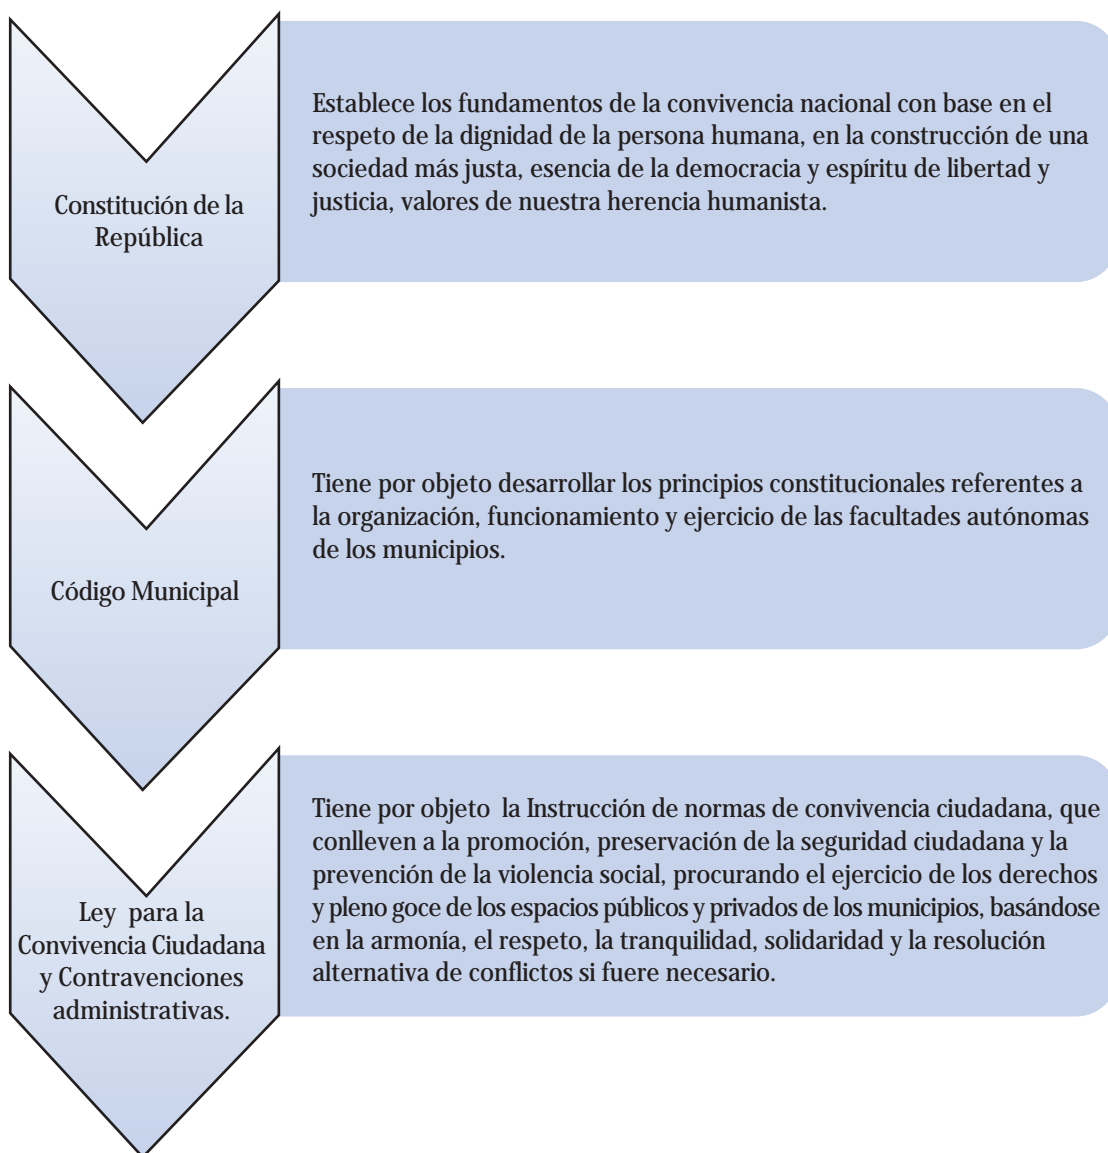 Constitución de la
República
Establece los fundamentos de la convivencia nacional con base en el
respeto de la dignidad de la persona humana, en la construcción de una
sociedad más justa, esencia de la democracia y espíritu de libertad y
justicia, valores de nuestra herencia humanista.
Código Municipal
Tiene por objeto desarrollar los principios constitucionales referentes a
la organización, funcionamiento y ejercicio de las facultades autónomas
de los municipios.
Ley para la
Convivencia Ciudadana
y Contravenciones
administrativas.
Tiene por objeto la Instrucción de normas de convivencia ciudadana, que
conlleven a la promoción, preservación de la seguridad ciudadana y la
prevención de la violencia social, procurando el ejercicio de los derechos
y pleno goce de los espacios públicos y privados de los municipios, basándose
en la armonía, el respeto, la tranquilidad, solidaridad y la resolución
alternativa de conflictos si fuere necesario.